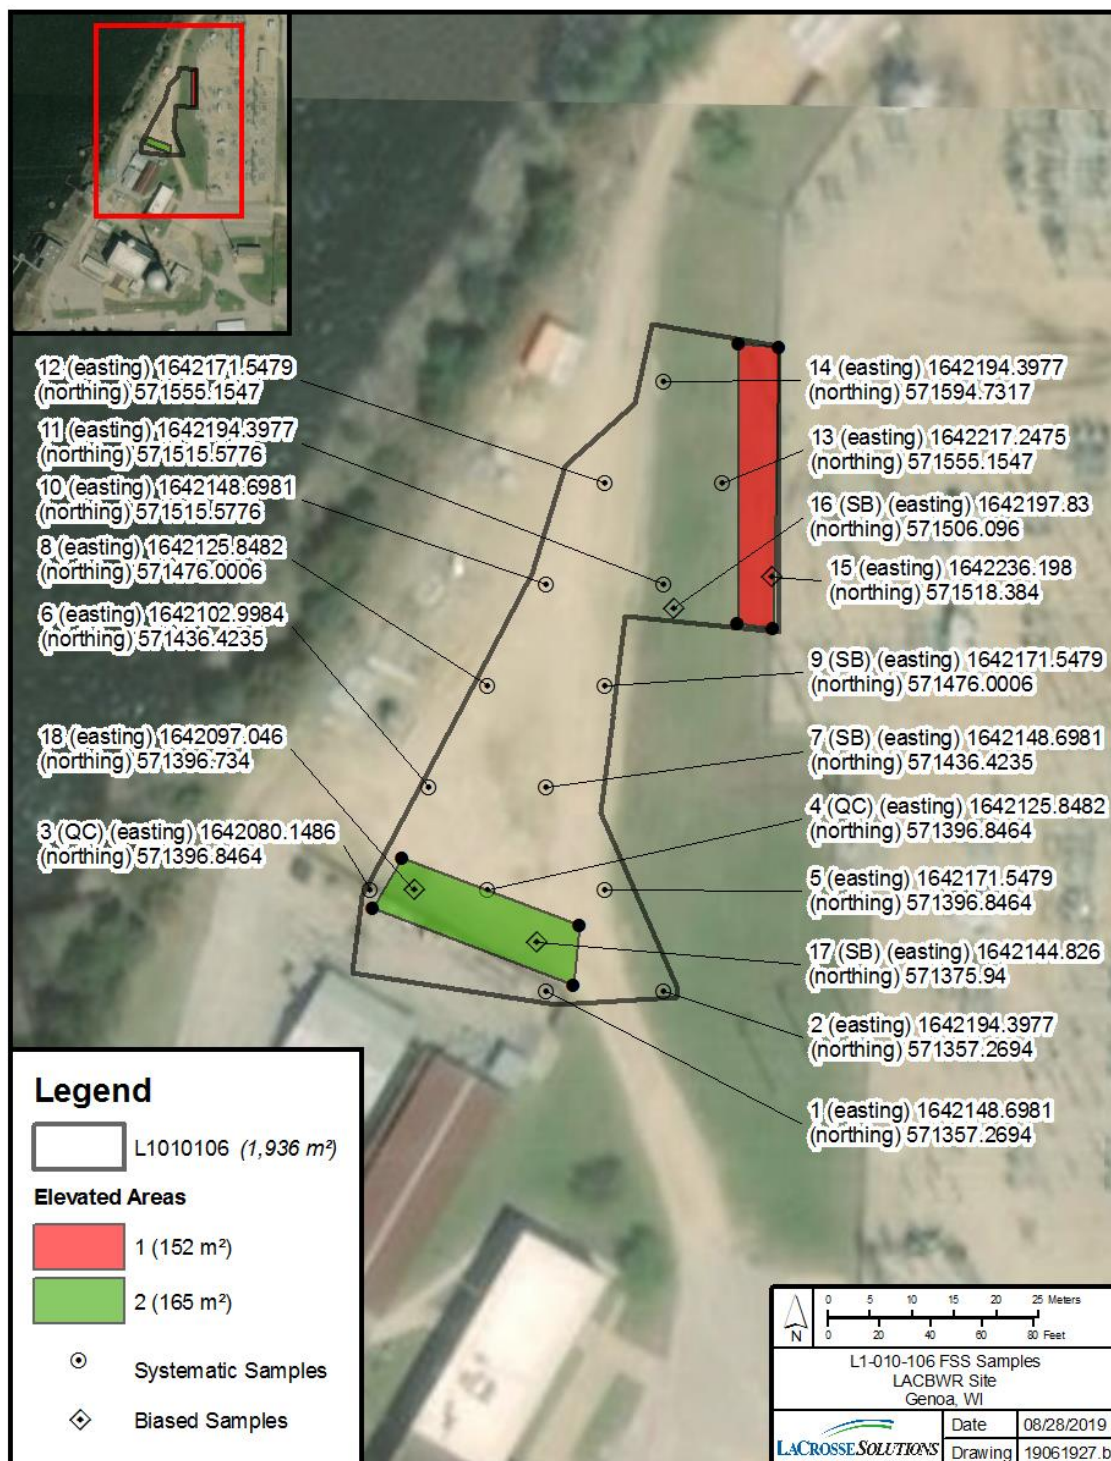 12 (easting) 1642171.5479
(northing) 571555.1547
11 (easting) 1642194.3977
(northing) 571515.5776
10 (easting) 1642148.6981
(northing) 571515.5776
8 (easting) 1642125.8482
(northing) 571476.0006
6 (easting) 1642102.9984
(northing) 571436.4235
18 (easting) 1642097.046
(northing) 571396.734
3 (QC) (easting) 1642080.1486
(northing) 571396.8464
14 (easting) 1642194.3977
(northing) 571594.7317
13 (easting) 1642217.2475
(northing) 571555.1547
16 (SB) (easting) 1642197.83
(northing) 571506.096
15 (easting) 1642236.198
(northing) 571518.384
9 (SB) (easting) 1642171.5479
(northing) 571476.0006
7 (SB) (easting) 1642148.6981
(northing) 571436.4235
4 (QC) (easting) 1642125.8482
(northing) 571396.8464
5 (easting) 1642171.5479
(northing) 571396.8464
17 (SB) (easting) 1642144.826
(northing) 571375.94
2 (easting) 1642194.3977
(northing) 571357.2694
1 (easting) 1642148.6981
(northing) 571357.2694
Legend
L1010106 (1,936 m²)
Elevated Areas
1 (152 m²)
2 (165 m²)
Systematic Samples
Biased Samples
N
0 5 10 15 20 25 Meters
0 20 40 60 80 Feet
L1-010-106 FSS Samples
LACBWR Site
Genoa, WI
LACROSSESOLUTIONS
Date 08/28/2019
Drawing 19061927.b